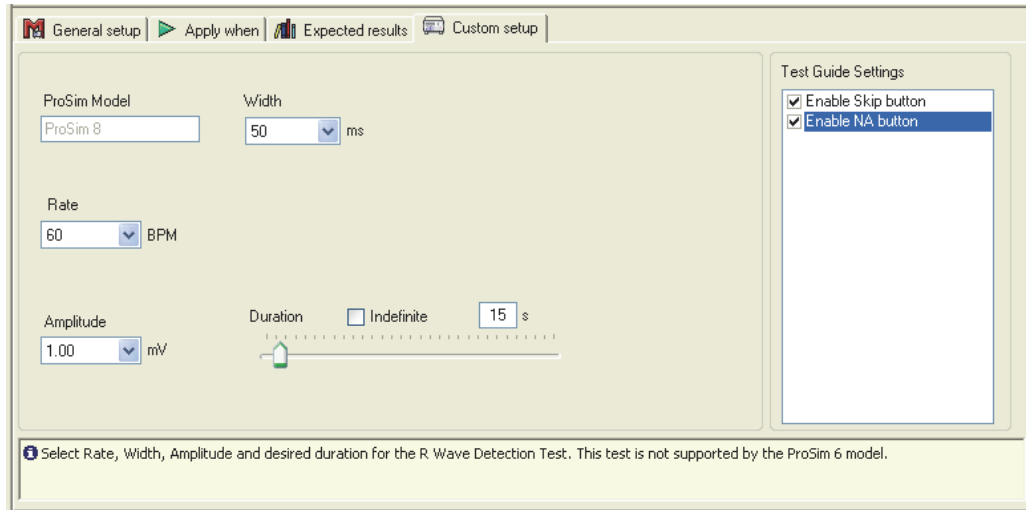 General setup Apply when Expected results Custom setup
Test Guide Settings
ProSim Model Width
ProSim 8 50 ms
Enable Skip button
Enable NA button
Rate
60 BPM
Duration Indefinite 15 s
Amplitude
1.00 mV
Select Rate, Width, Amplitude and desired duration for the R Wave Detection Test. This test is not supported by the ProSim 6 model.